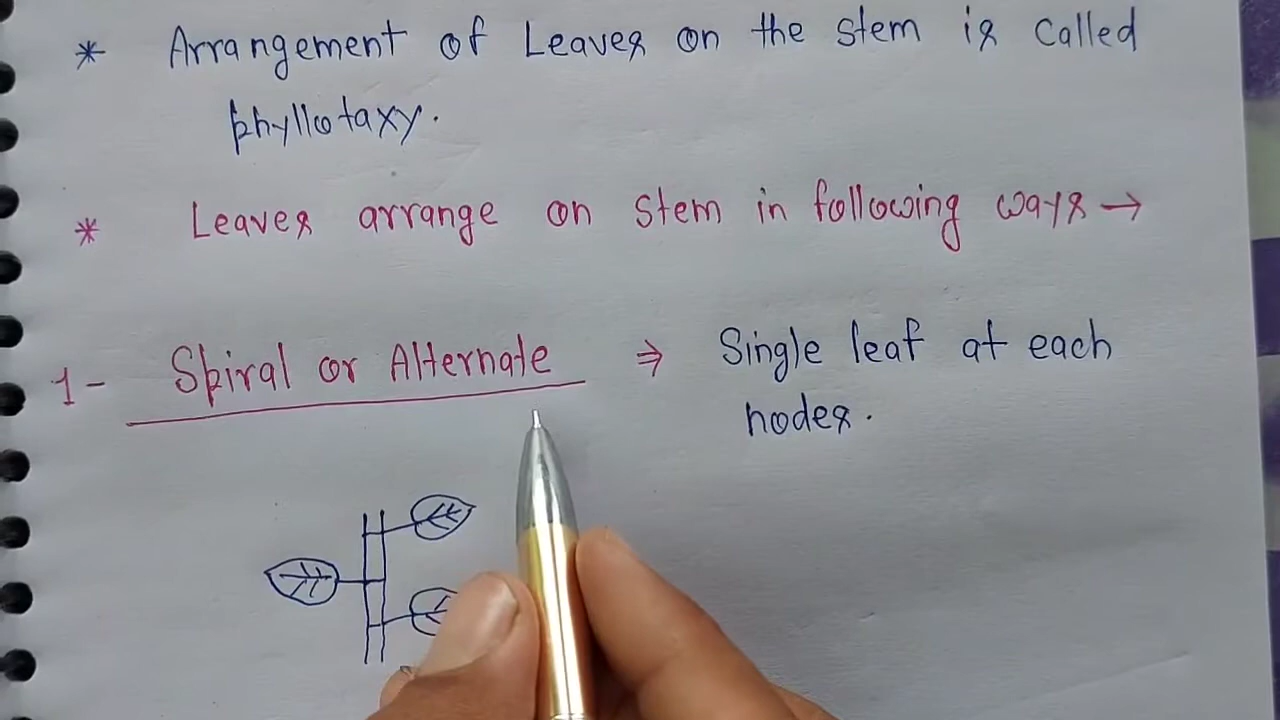 * Arrangement of Leaves on the stem is called
phyllotaxy.
* Leaves arrange on stem in following ways →
1- Spiral or Alternate ⇒ Single leaf at each
nodes.